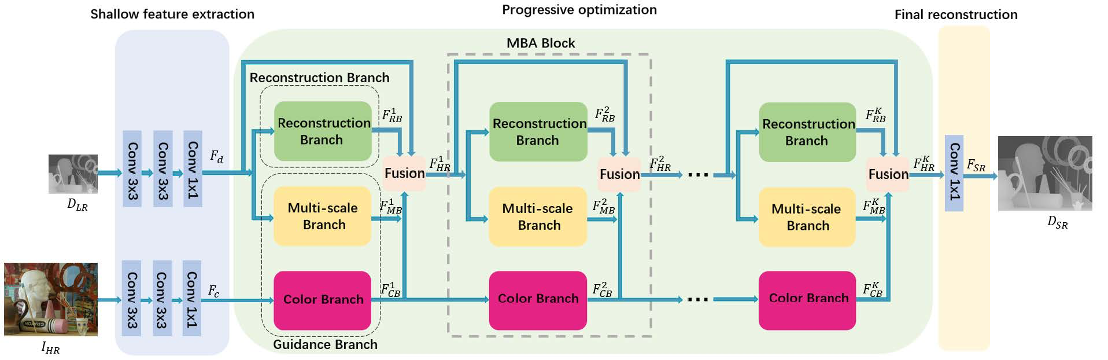 Shallow feature extraction
Progressive optimization
Final reconstruction
MBA Block
Reconstruction Branch
Reconstruction
Branch
Reconstruction
Branch
Reconstruction
Branch
F_{RB}^{1}
F_{RB}^{2}
F_{RB}^{K}
D_{LR}
Conv 3x3
Conv 3x3
Conv 1x1
F_d
Fusion
F_{HR}^{1}
Fusion
F_{HR}^{2}
...
Fusion
F_{HR}^{K}
Conv 1x1
F_{SR}
D_{SR}
Multi-scale
Branch
F_{MB}^{1}
Multi-scale
Branch
F_{MB}^{2}
Multi-scale
Branch
F_{MB}^{K}
I_{HR}
Conv 3x3
Conv 3x3
Conv 1x1
F_c
Color Branch
F_{CB}^{1}
Color Branch
F_{CB}^{2}
...
Color Branch
F_{CB}^{K}
Guidance Branch